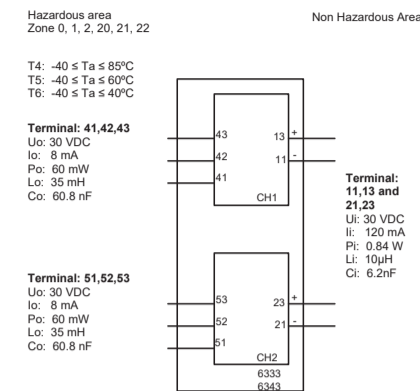 Hazardous area
Zone 0, 1, 2, 20, 21, 22
Non Hazardous Area
T4: -40 ≤ Ta ≤ 85ºC
T5: -40 ≤ Ta ≤ 60ºC
T6: -40 ≤ Ta ≤ 40ºC
Terminal: 41,42,43
Uo: 30 VDC
Io: 8 mA
Po: 60 mW
Lo: 35 mH
Co: 60.8 nF
43
42
41
13 +
11 -
CH1
Terminal:
11,13 and
21,23
Ui: 30 VDC
Ii: 120 mA
Pi: 0.84 W
Li: 10µH
Ci: 6.2nF
Terminal: 51,52,53
Uo: 30 VDC
Io: 8 mA
Po: 60 mW
Lo: 35 mH
Co: 60.8 nF
53
52
51
23 +
21 -
CH2
6333
6343